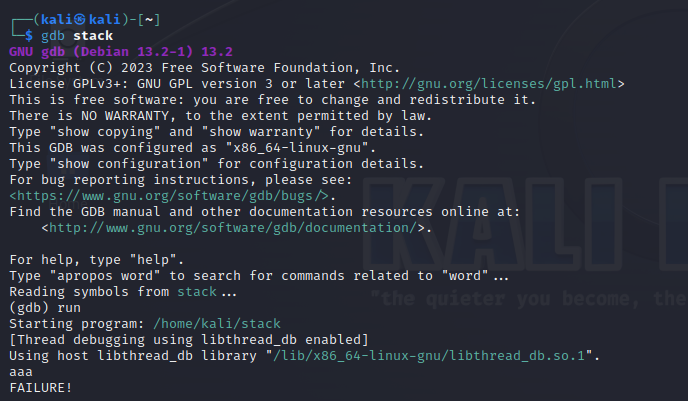 ┌──(kali㉿kali)-[~]
└─$ gdb stack
GNU gdb (Debian 13.2-1) 13.2
Copyright (C) 2023 Free Software Foundation, Inc.
License GPLv3+: GNU GPL version 3 or later <http://gnu.org/licenses/gpl.html>
This is free software: you are free to change and redistribute it.
There is NO WARRANTY, to the extent permitted by law.
Type "show copying" and "show warranty" for details.
This GDB was configured as "x86_64-linux-gnu".
Type "show configuration" for configuration details.
For bug reporting instructions, please see:
<https://www.gnu.org/software/gdb/bugs/>.
Find the GDB manual and other documentation resources online at:
    <http://www.gnu.org/software/gdb/documentation/>.

For help, type "help".
Type "apropos word" to search for commands related to "word"...
Reading symbols from stack...
(gdb) run
Starting program: /home/kali/stack
[Thread debugging using libthread_db enabled]
Using host libthread_db library "/lib/x86_64-linux-gnu/libthread_db.so.1".
aaa
FAILURE!
KALI
"the quieter you become, the